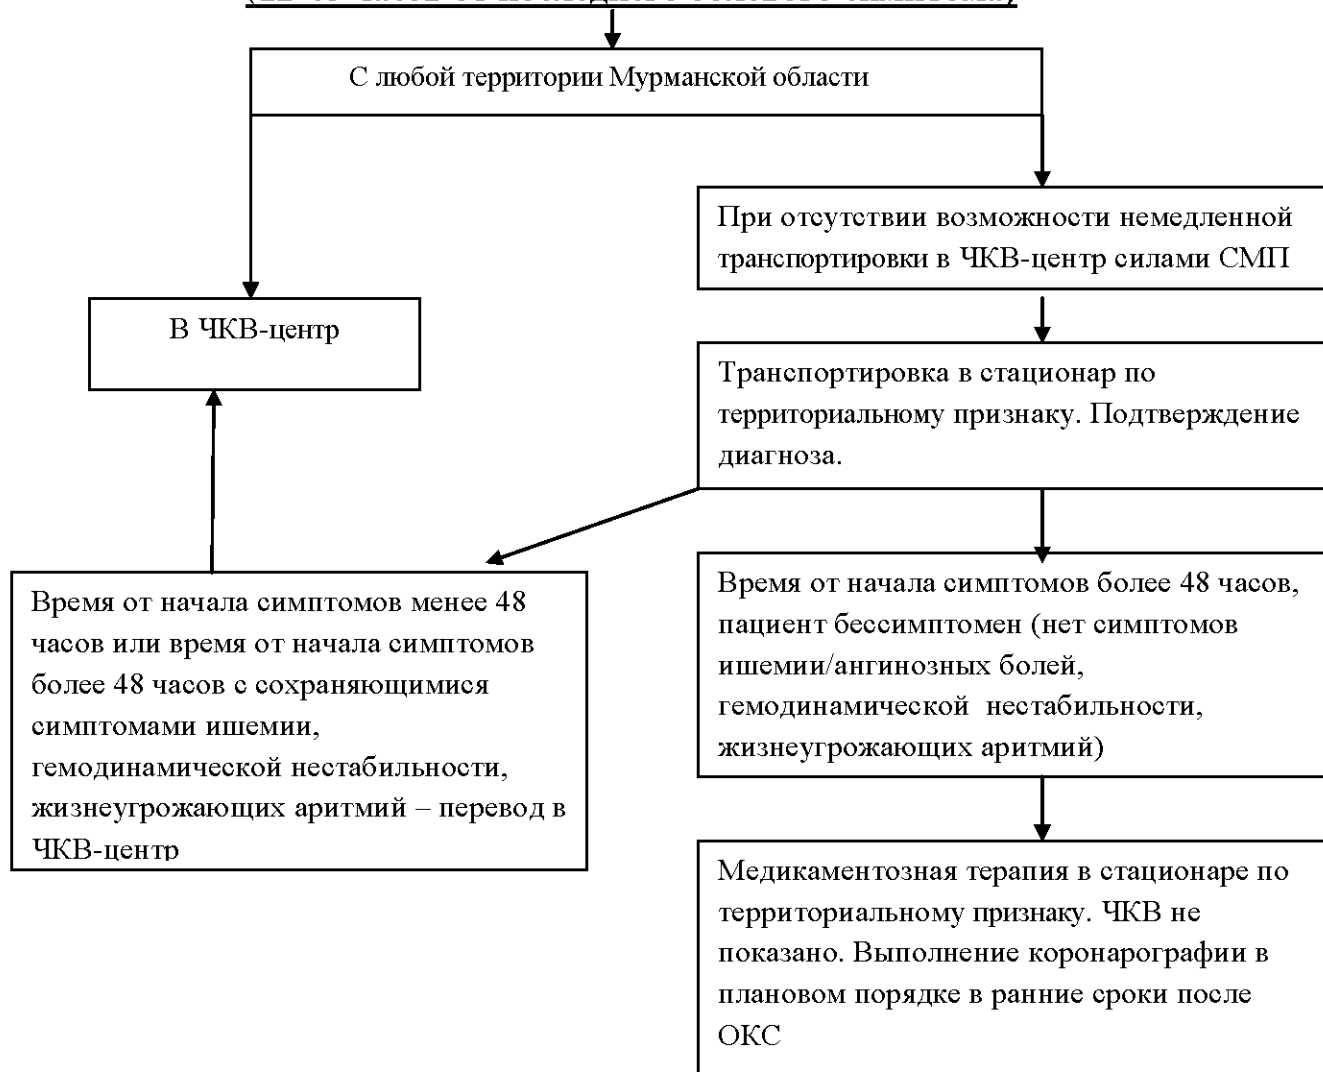 С любой территории Мурманской области
При отсутствии возможности немедленной
транспортировки в ЧКВ-центр силами СМП
В ЧКВ-центр
Транспортировка в стационар по
территориальному признаку. Подтверждение
диагноза.
Время от начала симптомов менее 48
часов или время от начала симптомов
более 48 часов с сохраняющимися
симптомами ишемии,
гемодинамической нестабильности,
жизнеугрожающих аритмий – перевод в
ЧКВ-центр
Время от начала симптомов более 48 часов,
пациент бессимптомен (нет симптомов
ишемии/ангинозных болей,
гемодинамической нестабильности,
жизнеугрожающих аритмий)
Медикаментозная терапия в стационаре по
территориальному признаку. ЧКВ не
показано. Выполнение коронарографии в
плановом порядке в ранние сроки после
ОКС